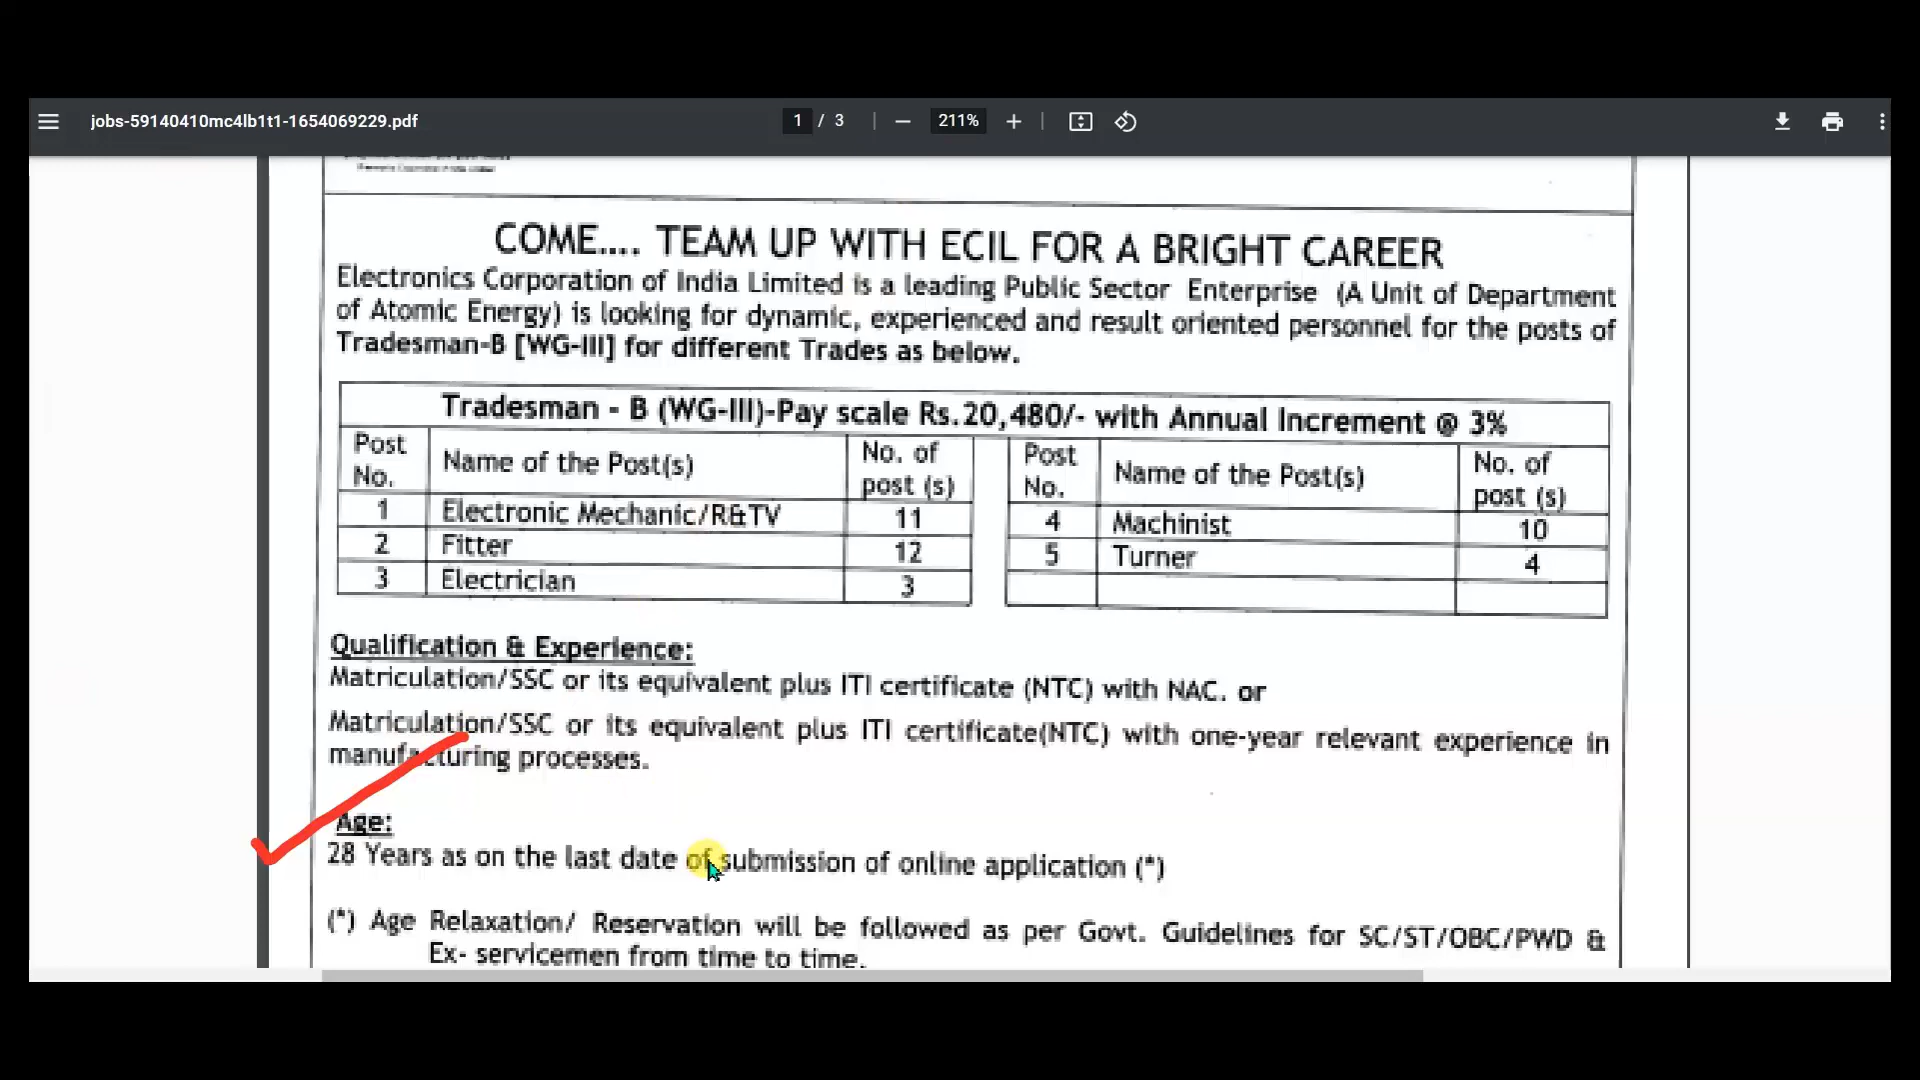 jobs-59140410mc4lb1t1-1654069229.pdf
1 / 3
211%
COME.... TEAM UP WITH ECIL FOR A BRIGHT CAREER
Electronics Corporation of India Limited is a leading Public Sector Enterprise (A Unit of Department
of Atomic Energy) is looking for dynamic, experienced and result oriented personnel for the posts of
Tradesman-B [WG-III] for different Trades as below.
Tradesman - B (WG-III)-Pay scale Rs.20,480/- with Annual Increment @ 3%
Post No. Name of the Post(s) No. of post (s) Post No. Name of the Post(s) No. of post (s)
1 Electronic Mechanic/R&TV 11 4 Machinist 10
2 Fitter 12 5 Turner 4
3 Electrician 3
Qualification & Experience:
Matriculation/SSC or its equivalent plus ITI certificate (NTC) with NAC. or
Matriculation/SSC or its equivalent plus ITI certificate(NTC) with one-year relevant experience in
manufacturing processes.
Age:
28 Years as on the last date of submission of online application (*)
(*) Age Relaxation/ Reservation will be followed as per Govt. Guidelines for SC/ST/OBC/PWD &
Ex- servicemen from time to time.